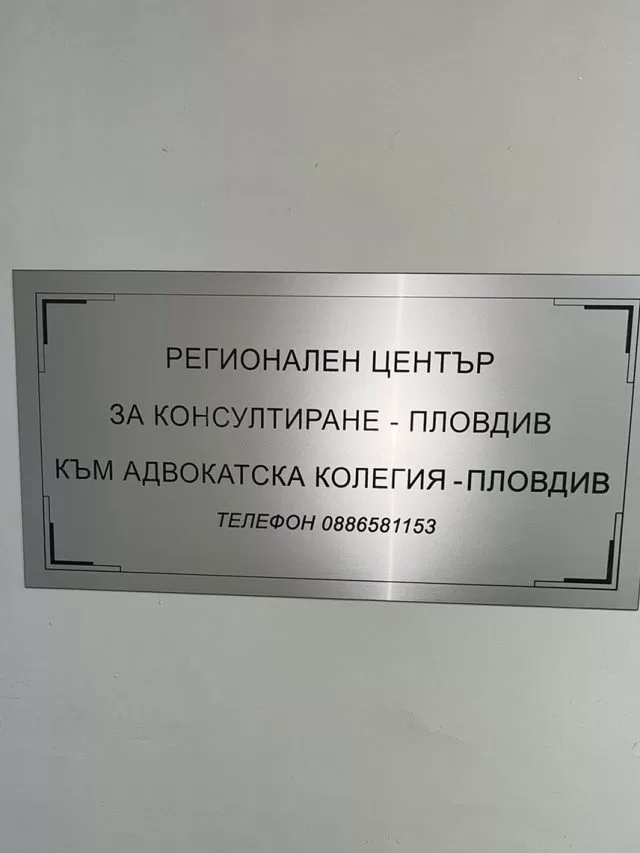 РЕГИОНАЛЕН ЦЕНТЪР
ЗА КОНСУЛТИРАНЕ - ПЛОВДИВ
КЪМ АДВОКАТСКА КОЛЕГИЯ - ПЛОВДИВ
ТЕЛЕФОН 0886581153